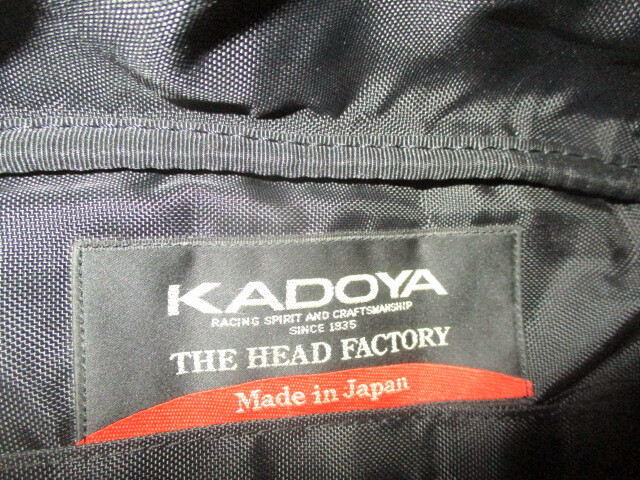 KADOYA
RACING SPIRIT AND CRAFTSMANSHIP
SINCE 1935
THE HEAD FACTORY
Made in Japan